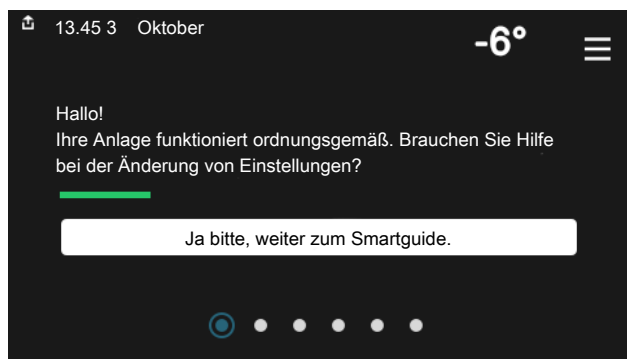 13.45 3 Oktober
-6°
Hallo!
Ihre Anlage funktioniert ordnungsgemäß. Brauchen Sie Hilfe
bei der Änderung von Einstellungen?
Ja bitte, weiter zum Smartguide.